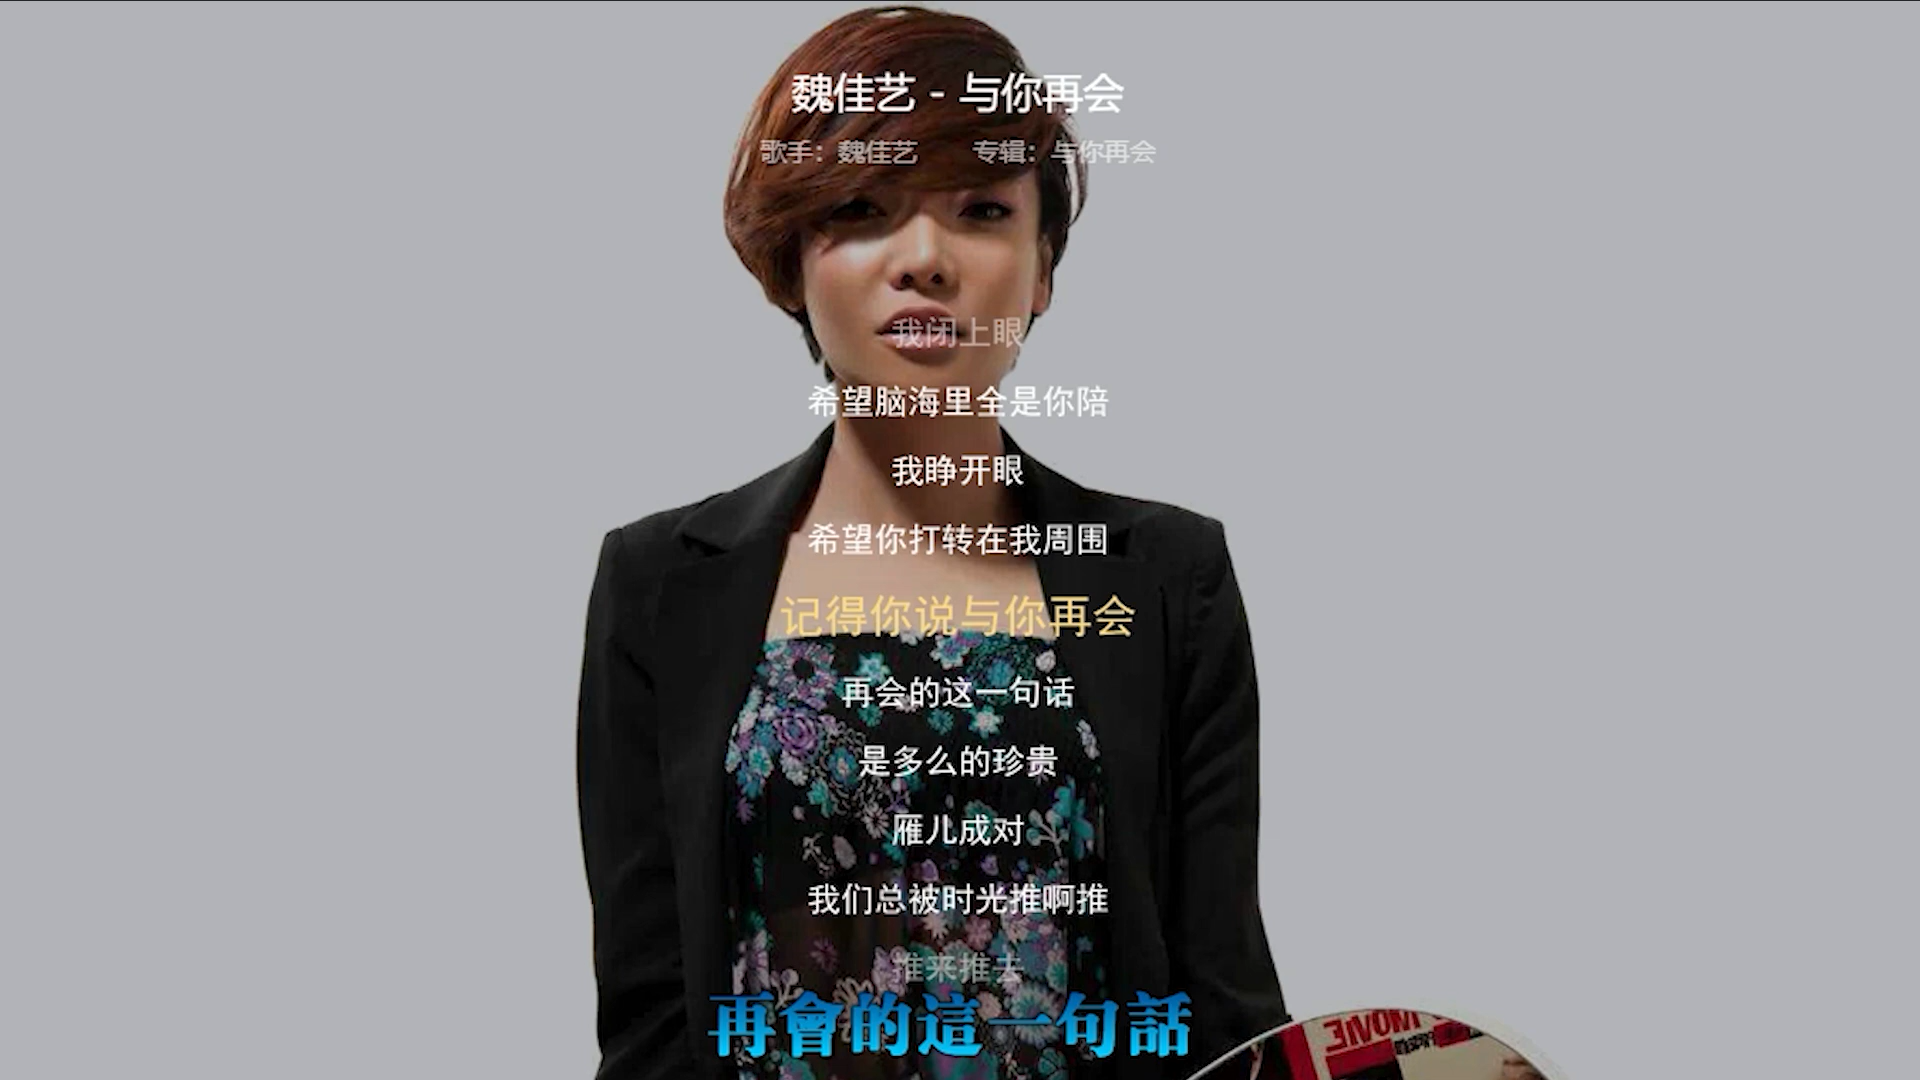 魏佳艺 - 与你再会
歌手：魏佳艺 专辑：与你再会
我闭上眼
希望脑海里全是你陪
我睁开眼
希望你打转在我周围
记得你说与你再会
再会的这一句话
是多么的珍贵
雁儿成对
我们总被时光推啊推
推来推去
再會的這一句話